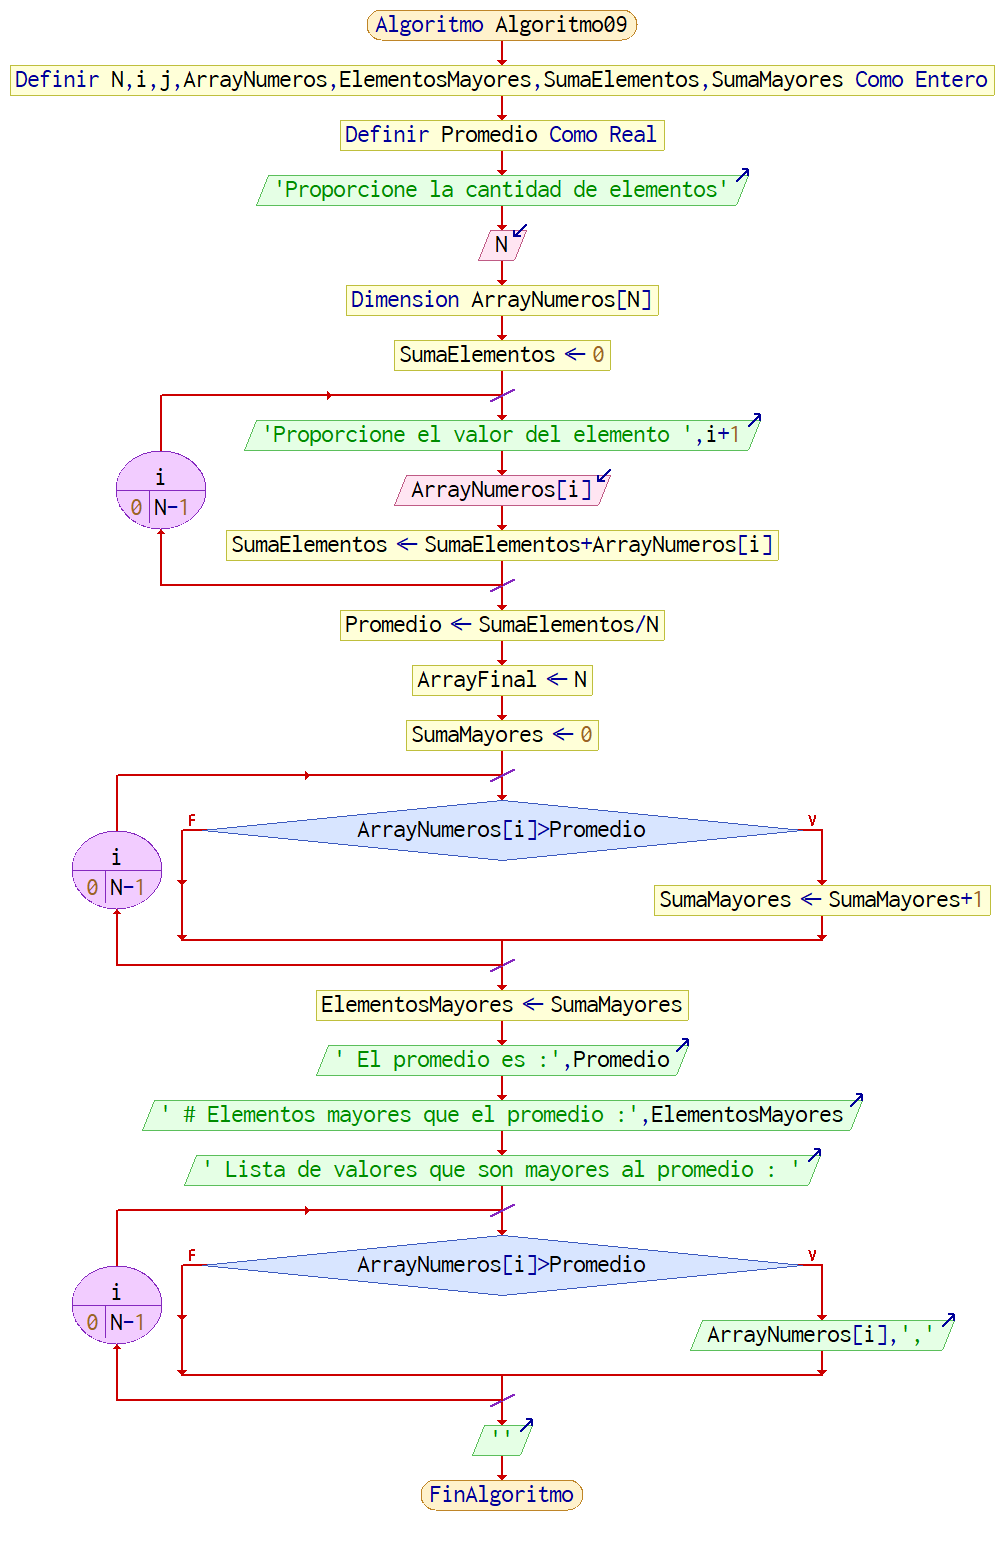 Algoritmo Algoritmo09
Definir N,i,j,ArrayNumeros,ElementosMayores,SumaElementos,SumaMayores Como Entero
Definir Promedio Como Real
'Proporcione la cantidad de elementos'
N
Dimension ArrayNumeros[N]
SumaElementos ← 0
'Proporcione el valor del elemento ',i+1
i
0 N-1
ArrayNumeros[i]
SumaElementos ← SumaElementos+ArrayNumeros[i]
Promedio ← SumaElementos/N
ArrayFinal ← N
SumaMayores ← 0
F ArrayNumeros[i]>Promedio V
i
0 N-1
SumaMayores ← SumaMayores+1
ElementosMayores ← SumaMayores
' El promedio es :',Promedio
' # Elementos mayores que el promedio :',ElementosMayores
' Lista de valores que son mayores al promedio : '
F ArrayNumeros[i]>Promedio V
i
0 N-1
ArrayNumeros[i],','
''
FinAlgoritmo